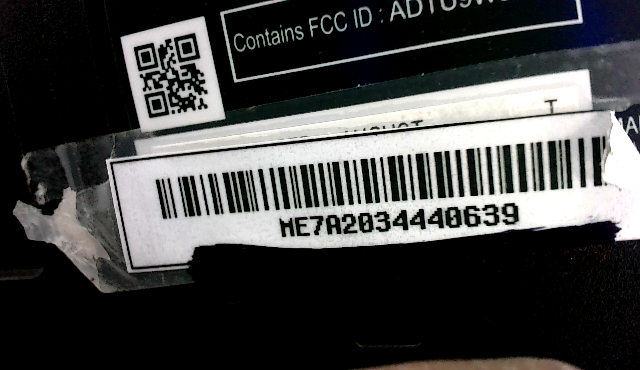 Contains FCC ID :
T
ME7A2034440639